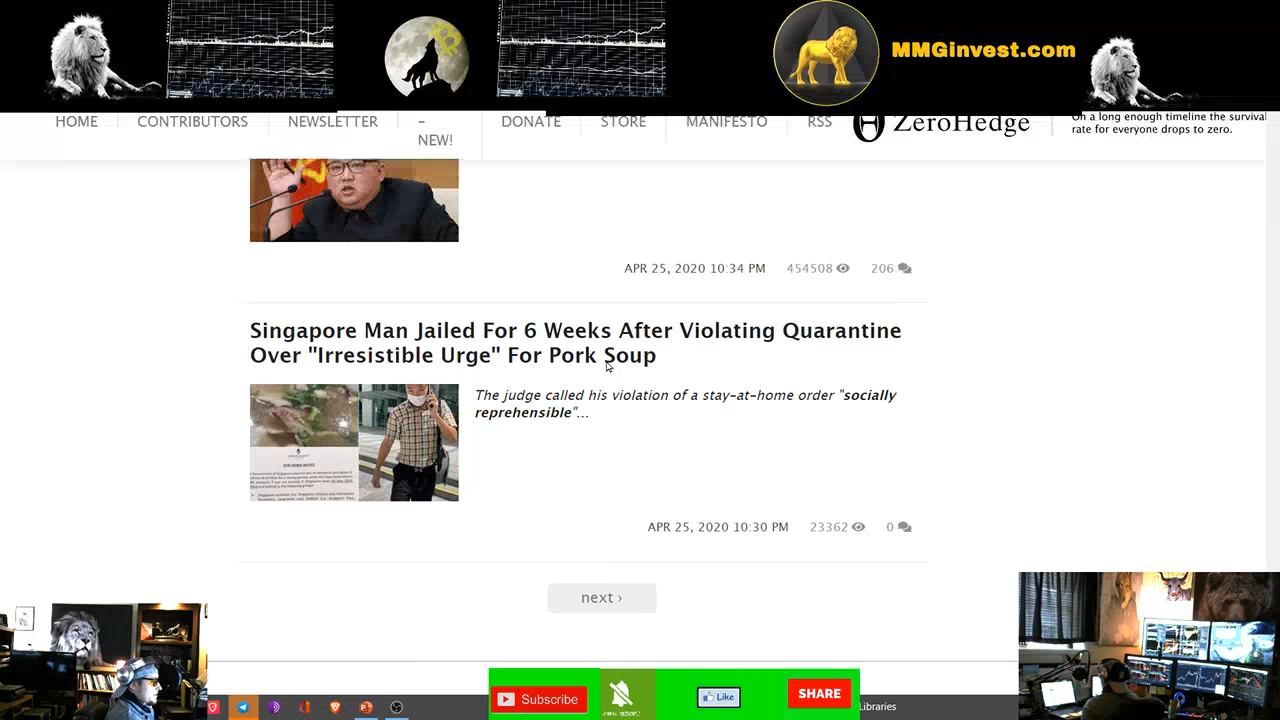 MMGinvest.com
HOME
CONTRIBUTORS
NEWSLETTER
–
NEW!
DONATE
STORE
MANIFESTO
RSS
ZeroHedge
On a long enough timeline the survival
rate for everyone drops to zero.
APR 25, 2020 10:34 PM 454508 206
Singapore Man Jailed For 6 Weeks After Violating Quarantine
Over "Irresistible Urge" For Pork Soup
The judge called his violation of a stay-at-home order "socially
reprehensible"...
APR 25, 2020 10:30 PM 23362 0
next ›
Subscribe
Like
SHARE
Libraries